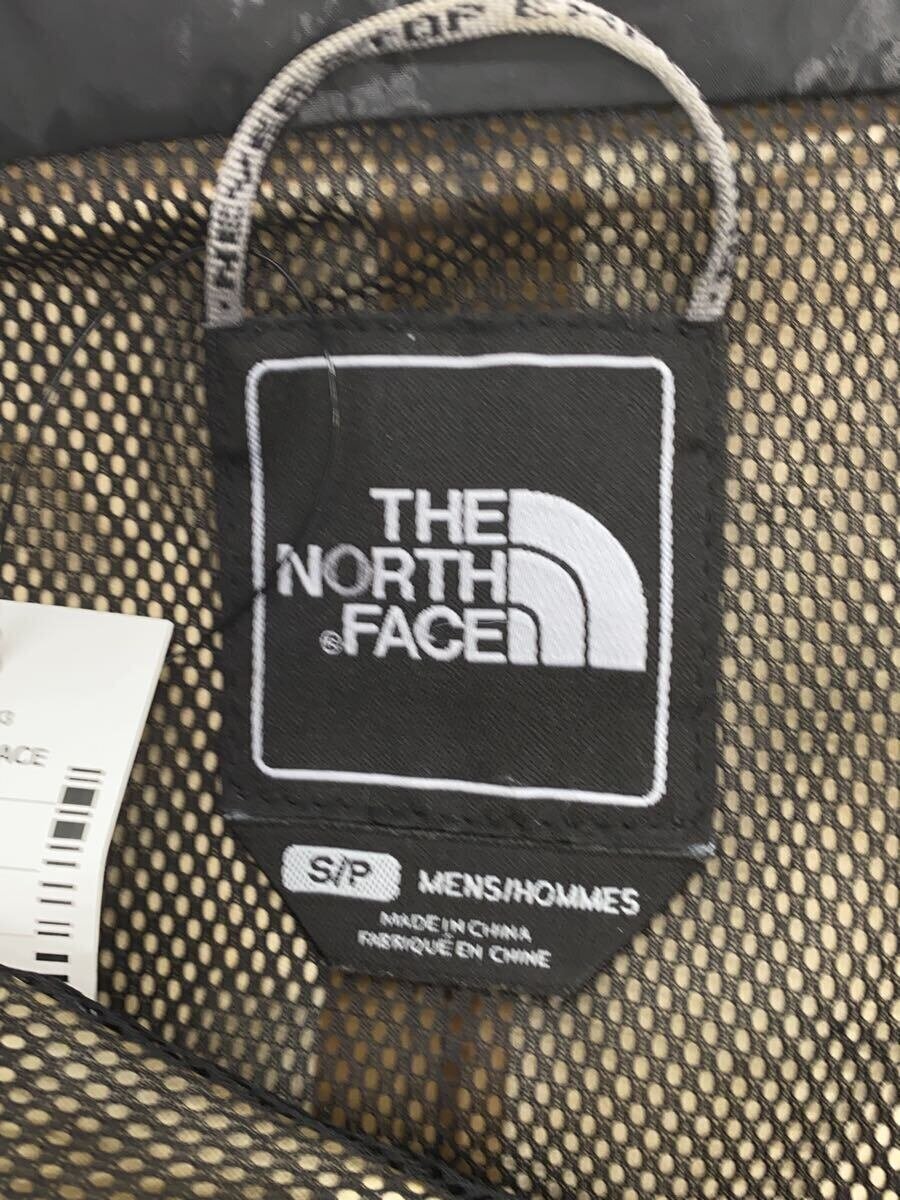 THE
NORTH
FACE®
S/P MENS/HOMMES
MADE IN CHINA
FABRIQUÉ EN CHINE
ACE